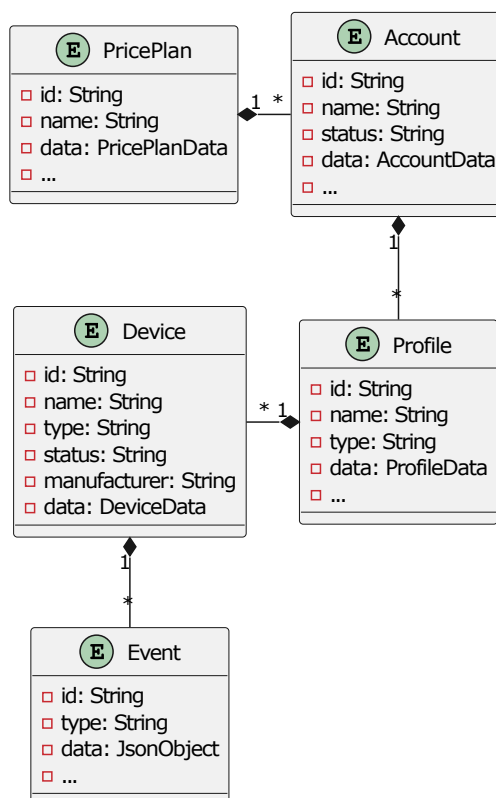 E PricePlan
id: String
name: String
data: PricePlanData
...
1 *
E Account
id: String
name: String
status: String
data: AccountData
...
1
*
E Device
id: String
name: String
type: String
status: String
manufacturer: String
data: DeviceData
* 1
E Profile
id: String
name: String
type: String
data: ProfileData
...
1
*
E Event
id: String
type: String
data: JsonObject
...